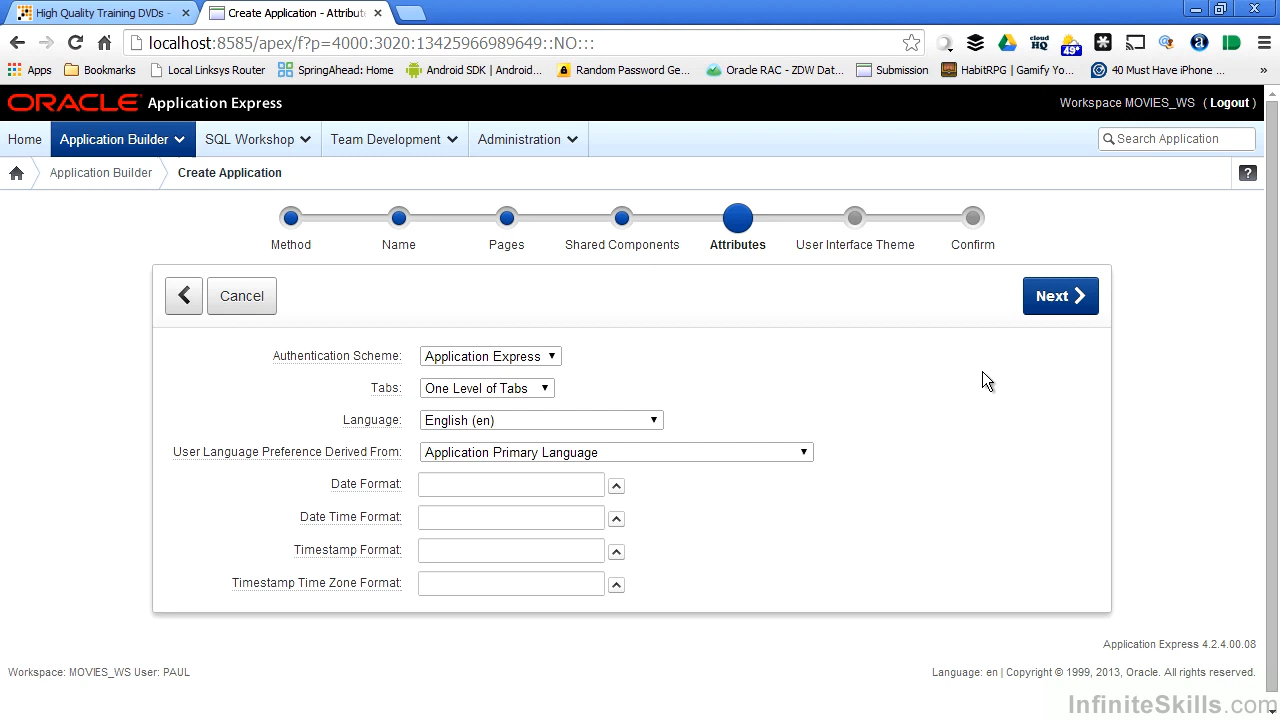 High Quality Training DVDs -
Create Application - Attribut
localhost:8585/apex/f?p=4000:3020:13425966989649::NO:::
49°
cloud HQ
Apps Bookmarks Local Linksys Router SpringAhead: Home Android SDK | Android... Random Password Ge... Oracle RAC - ZDW Dat... Submission HabitRPG | Gamify Yo... 40 Must Have iPhone ... »
ORACLE Application Express
Workspace MOVIES_WS ( Logout )
Home Application Builder SQL Workshop Team Development Administration Search Application
Application Builder Create Application ?
Method Name Pages Shared Components Attributes User Interface Theme Confirm
Cancel Next
Authentication Scheme: Application Express
Tabs: One Level of Tabs
Language: English (en)
User Language Preference Derived From: Application Primary Language
Date Format:
Date Time Format:
Timestamp Format:
Timestamp Time Zone Format:
Application Express 4.2.4.00.08
Workspace: MOVIES_WS User: PAUL
Language: en | Copyright © 1999, 2013, Oracle. All rights reserved.
InfiniteSkills.com